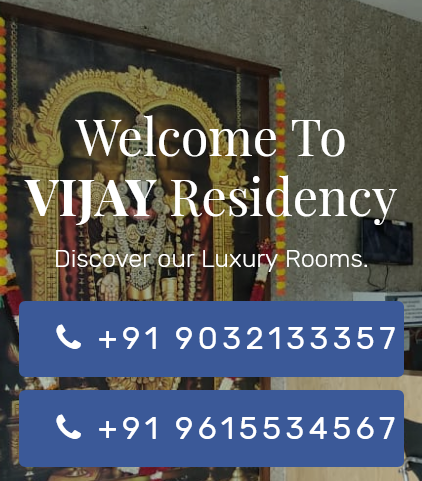 Welcome To
VIJAY Residency
Discover our Luxury Rooms.
+91 9032133357
+91 9615534567